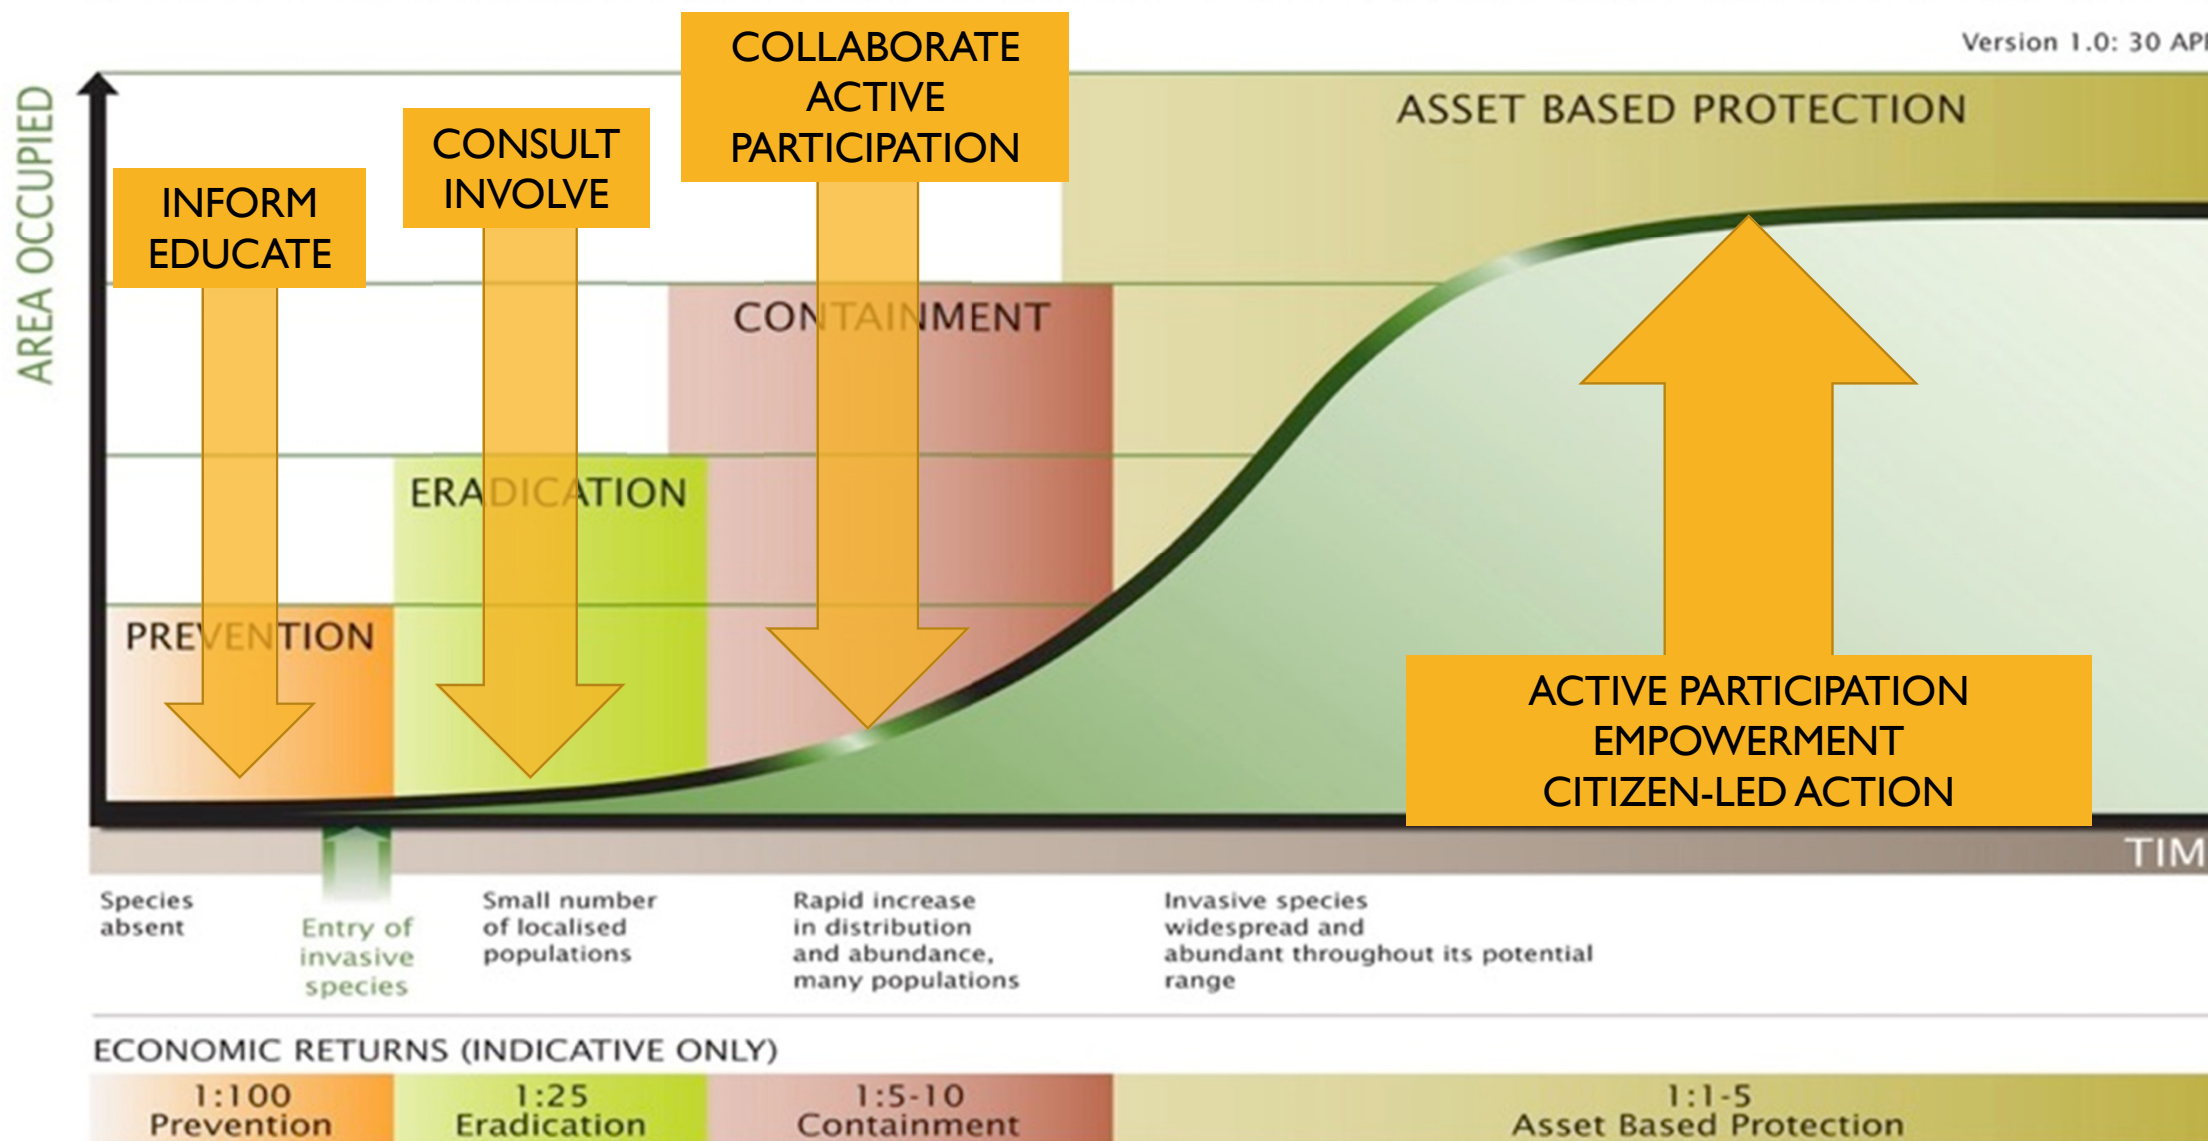 Version 1.0: 30
AREA OCCUPIED
INFORM
EDUCATE
CONSULT
INVOLVE
COLLABORATE
ACTIVE
PARTICIPATION
ASSET BASED PROTECTION
CONTAINMENT
ERADICATION
PREVENTION
ACTIVE PARTICIPATION
EMPOWERMENT
CITIZEN-LED ACTION
Species
absent
Entry of
invasive
species
Small number
of localised
populations
Rapid increase
in distribution
and abundance,
many populations
Invasive species
widespread and
abundant throughout its potential
range
ECONOMIC RETURNS (INDICATIVE ONLY)
1:100
Prevention
1:25
Eradication
1:5-10
Containment
1:1-5
Asset Based Protection